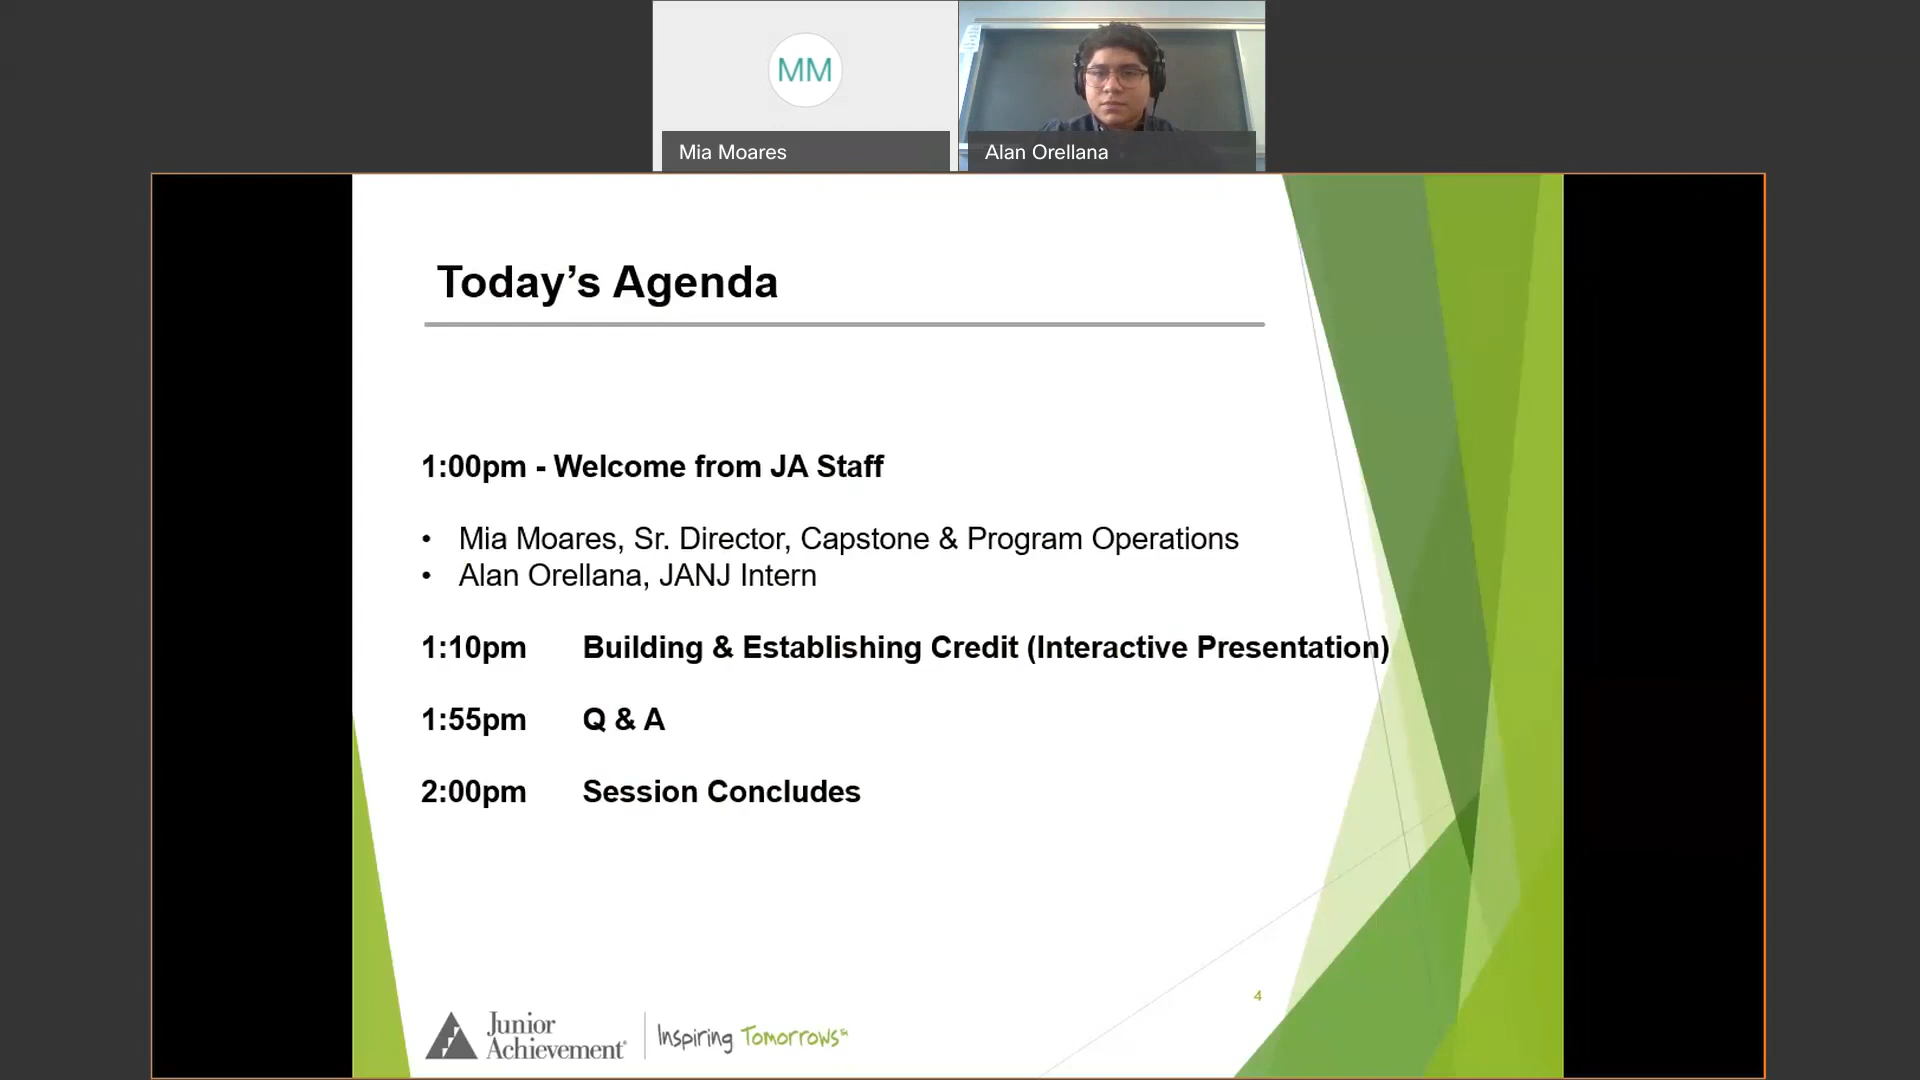 MM
Mia Moares
Alan Orellana
Today’s Agenda
1:00pm - Welcome from JA Staff
• Mia Moares, Sr. Director, Capstone & Program Operations
• Alan Orellana, JANJ Intern
1:10pm Building & Establishing Credit (Interactive Presentation)
1:55pm Q & A
2:00pm Session Concludes
4
Junior
Achievement®
Inspiring Tomorrows